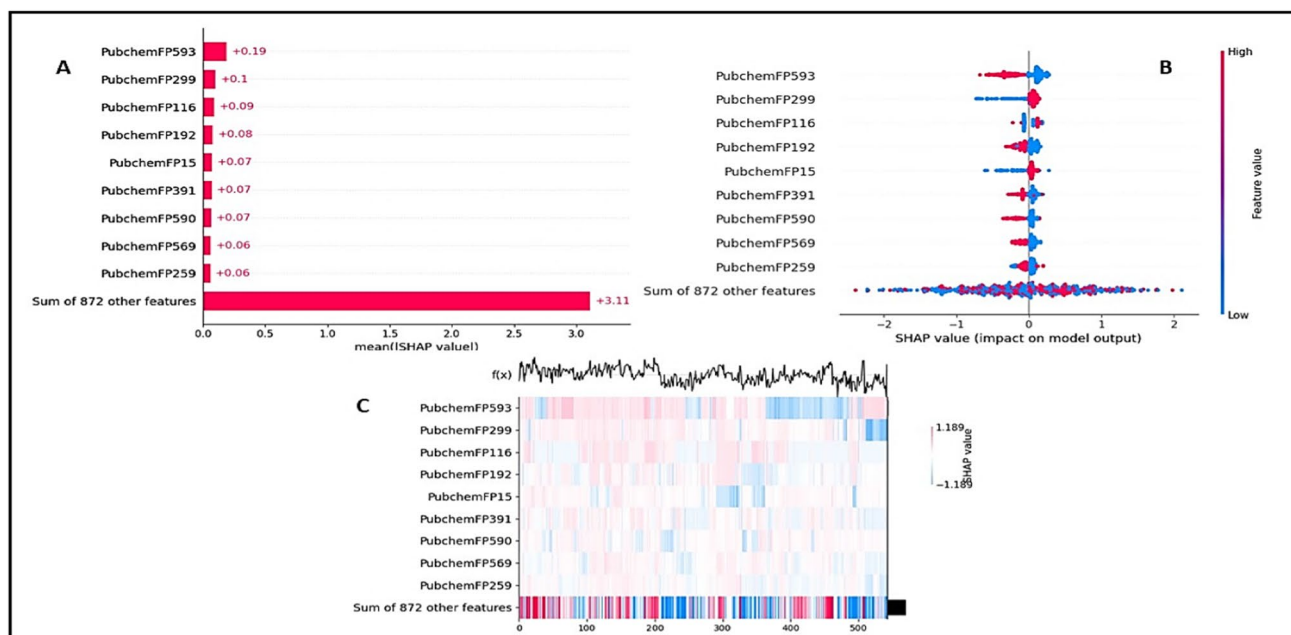 A
PubchemFP593 +0.19
PubchemFP299 +0.1
PubchemFP116 +0.09
PubchemFP192 +0.08
PubchemFP15 +0.07
PubchemFP391 +0.07
PubchemFP590 +0.07
PubchemFP569 +0.06
PubchemFP259 +0.06
Sum of 872 other features +3.11
0.0 0.5 1.0 1.5 2.0 2.5 3.0
mean(|SHAP value|)
B
PubchemFP593
PubchemFP299
PubchemFP116
PubchemFP192
PubchemFP15
PubchemFP391
PubchemFP590
PubchemFP569
PubchemFP259
Sum of 872 other features
−2 −1 0 1 2
SHAP value (impact on model output)
High
Feature value
Low
C
f(x)
PubchemFP593
PubchemFP299
PubchemFP116
PubchemFP192
PubchemFP15
PubchemFP391
PubchemFP590
PubchemFP569
PubchemFP259
Sum of 872 other features
0 100 200 300 400 500
1.189
SHAP value
−1.189